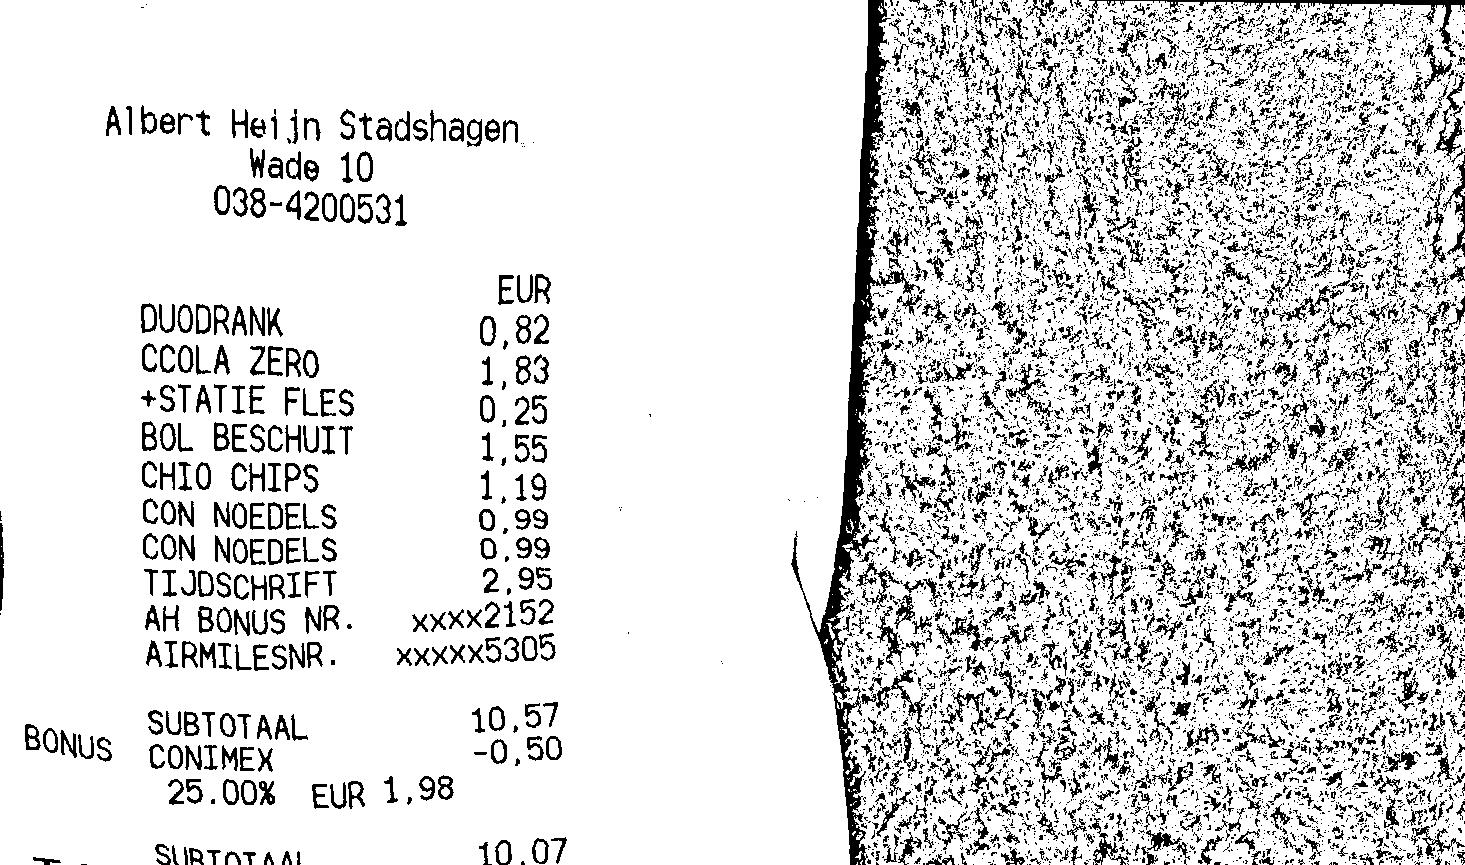 Albert Heijn Stadshagen
Wade 10
038-4200531
EUR
DUODRANK 0,82
CCOLA ZERO 1,83
+STATIE FLES 0,25
BOL BESCHUIT 1,55
CHIO CHIPS 1,19
CON NOEDELS 0,99
CON NOEDELS 0,99
TIJDSCHRIFT 2,95
AH BONUS NR. xxxx2152
AIRMILESNR. xxxxx5305
SUBTOTAAL 10,57
BONUS CONIMEX -0,50
25.00% EUR 1,98
SUBTOTAAL 10,07